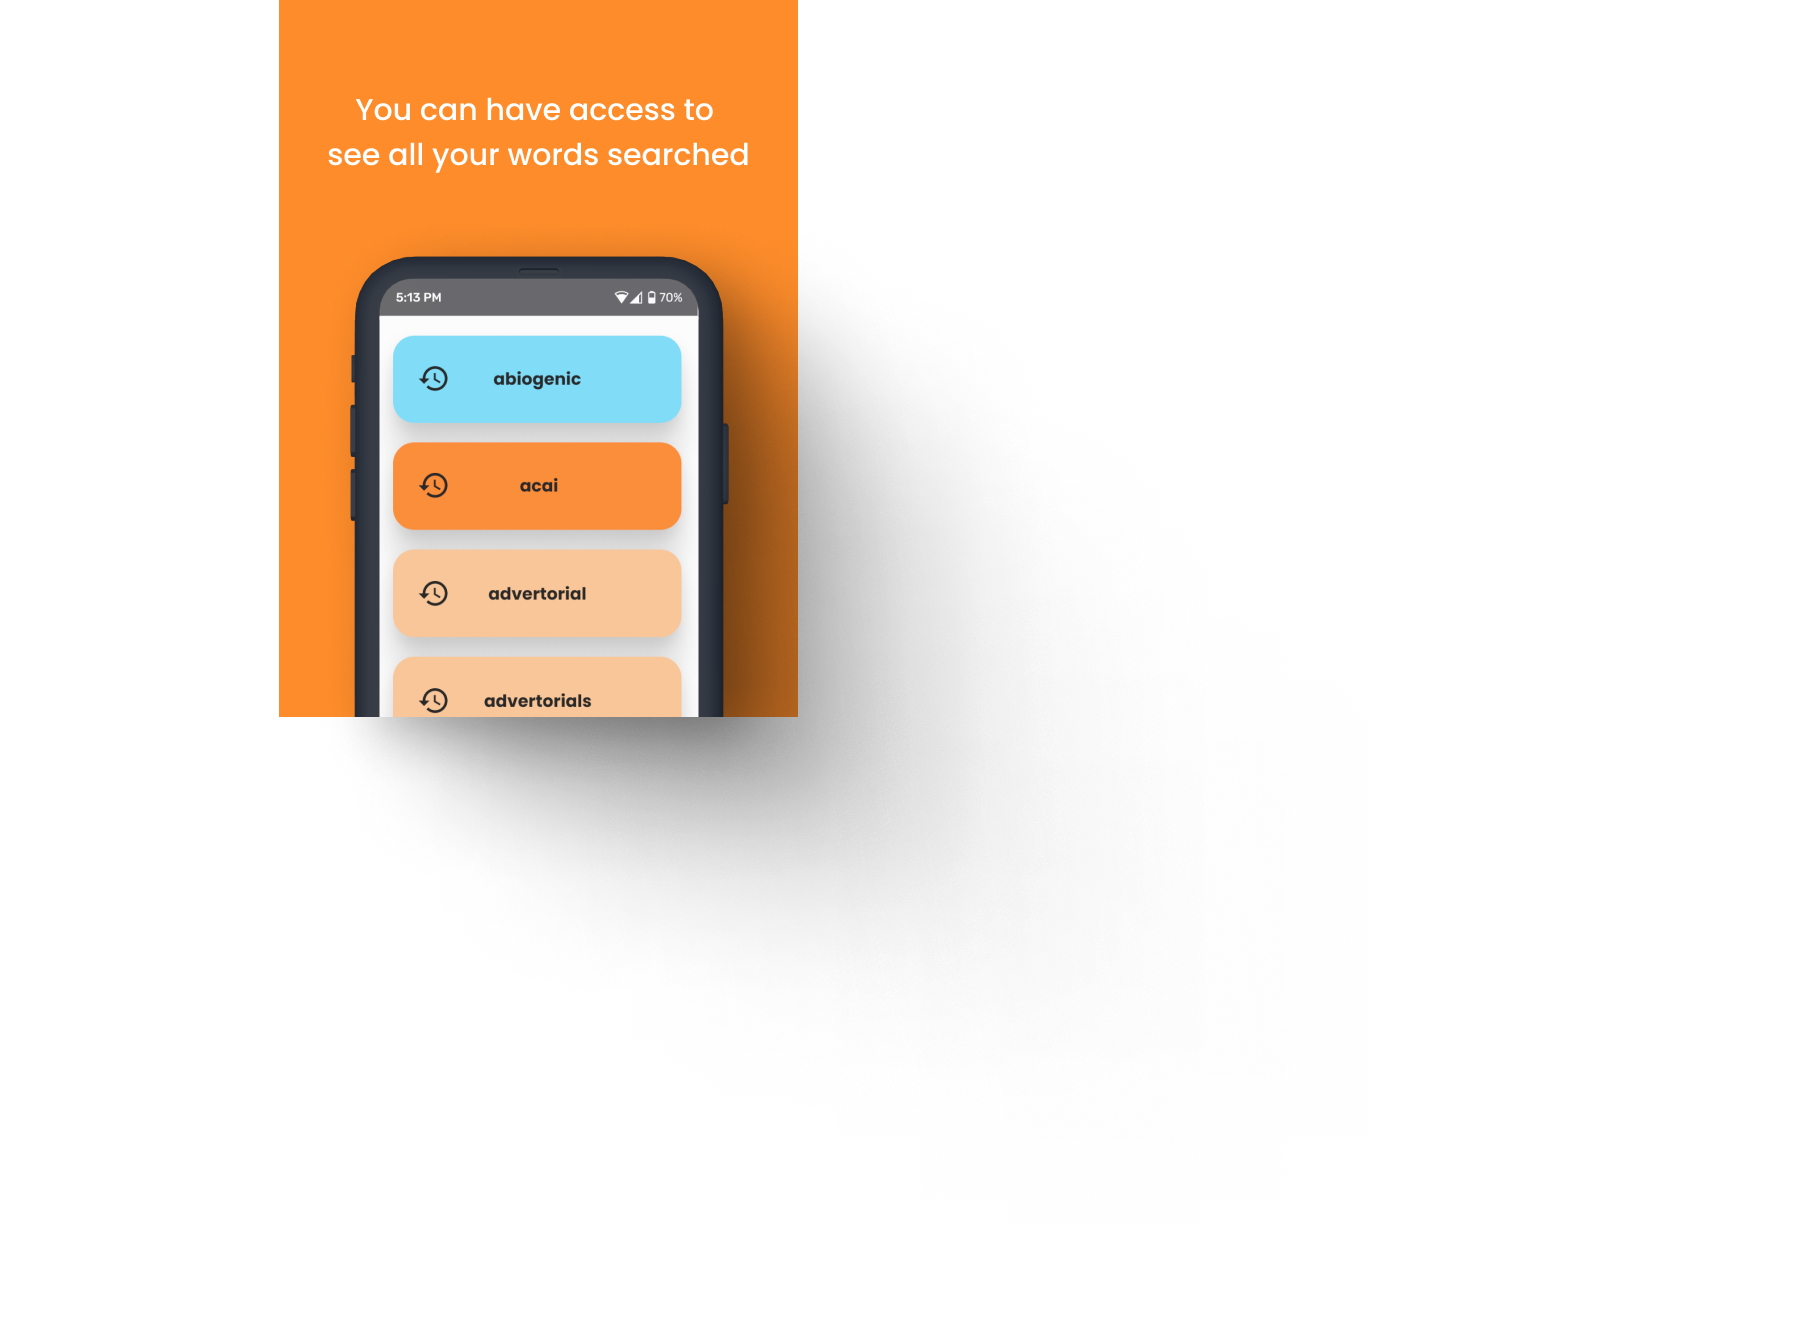 You can have access to
see all your words searched
5:13 PM 70%
abiogenic
acai
advertorial
advertorials